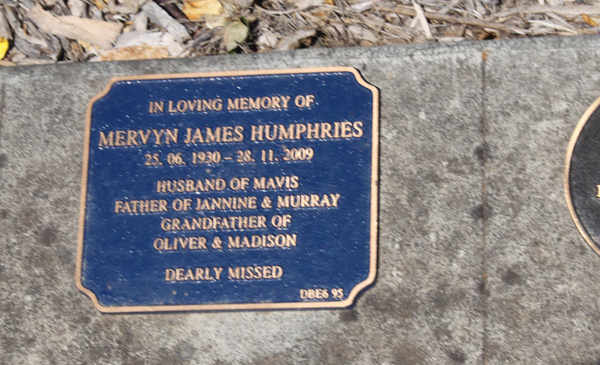 IN LOVING MEMORY OF
MERVYN JAMES HUMPHRIES
25. 06. 1930 – 28. 11. 2009
HUSBAND OF MAVIS
FATHER OF JANNINE & MURRAY
GRANDFATHER OF
OLIVER & MADISON
DEARLY MISSED
DBE6 95